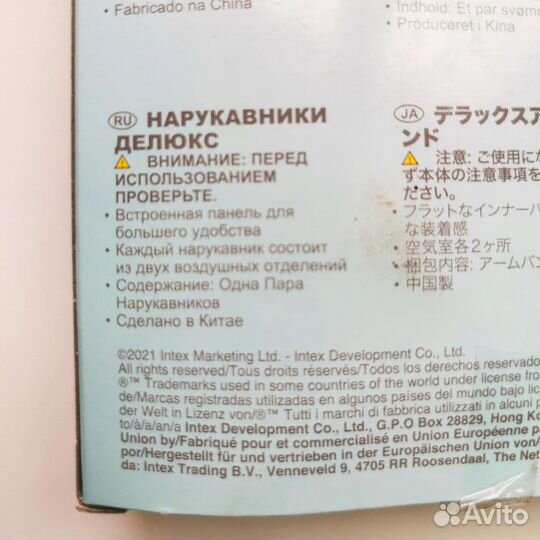 • Fabricado na China
• Indhold: Et par svøm
• Produceret i Kina
RU НАРУКАВНИКИ
ДЕЛЮКС
⚠ ВНИМАНИЕ: ПЕРЕД
ИСПОЛЬЗОВАНИЕМ
ПРОВЕРЬТЕ.
• Встроенная панель для
большего удобства
• Каждый нарукавник состоит
из двух воздушных отделений
• Содержание: Одна Пара
Нарукавников
• Сделано в Китае
JA デラックスア
ンド
⚠ 注意: ご使用にな
ず本体の注意事項を
ださい。
・フラットなインナー
な装着感
・空気室各2ヶ所
・梱包内容: アームバン
・中国製
©2021 Intex Marketing Ltd. - Intex Development Co., Ltd.
All rights reserved/Tous droits réservés/Todos los derechos reservado
®™ Trademarks used in some countries of the world under license from
de/Marcas registradas utilizadas en algunos países del mundo bajo lic
der Welt in Lizenz von/®™ Tutti i marchi di fabbrica utilizzati in alcuni p
to/à/a/an/a Intex Development Co., Ltd., G.P.O Box 28829, Hong Ko
Union by/Fabriqué pour et commercialisé en Union Européenne pa
por/Hergestellt für und vertrieben in der Europäischen Union von/
da: Intex Trading B.V., Venneveld 9, 4705 RR Roosendaal, The Net
Avito